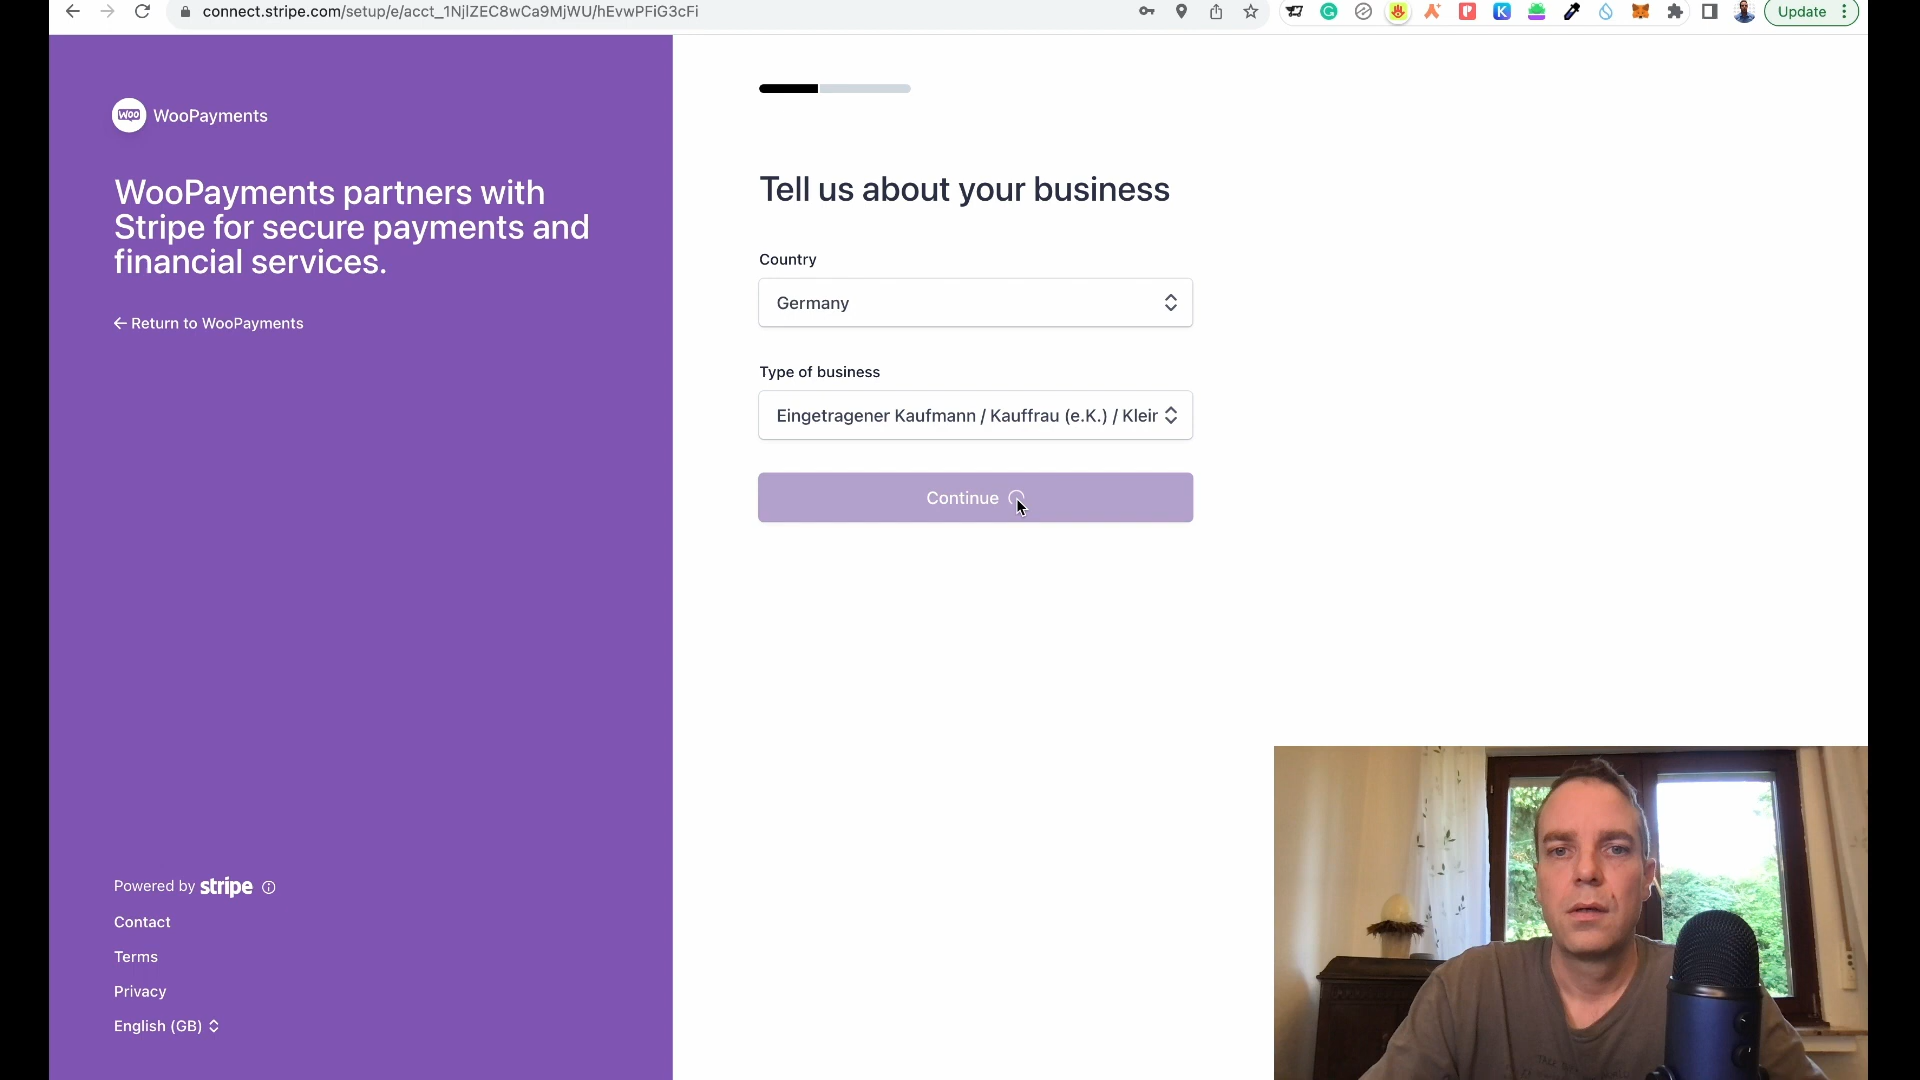 connect.stripe.com/setup/e/acct_1NjlZEC8wCa9MjWU/hEvwPFiG3cFi
Update
WOO
WooPayments
WooPayments partners with
Stripe for secure payments and
financial services.
Return to WooPayments
Tell us about your business
Country
Germany
Type of business
Eingetragener Kaufmann / Kauffrau (e.K.) / Kleir
Continue
Powered by stripe
Contact
Terms
Privacy
English (GB)